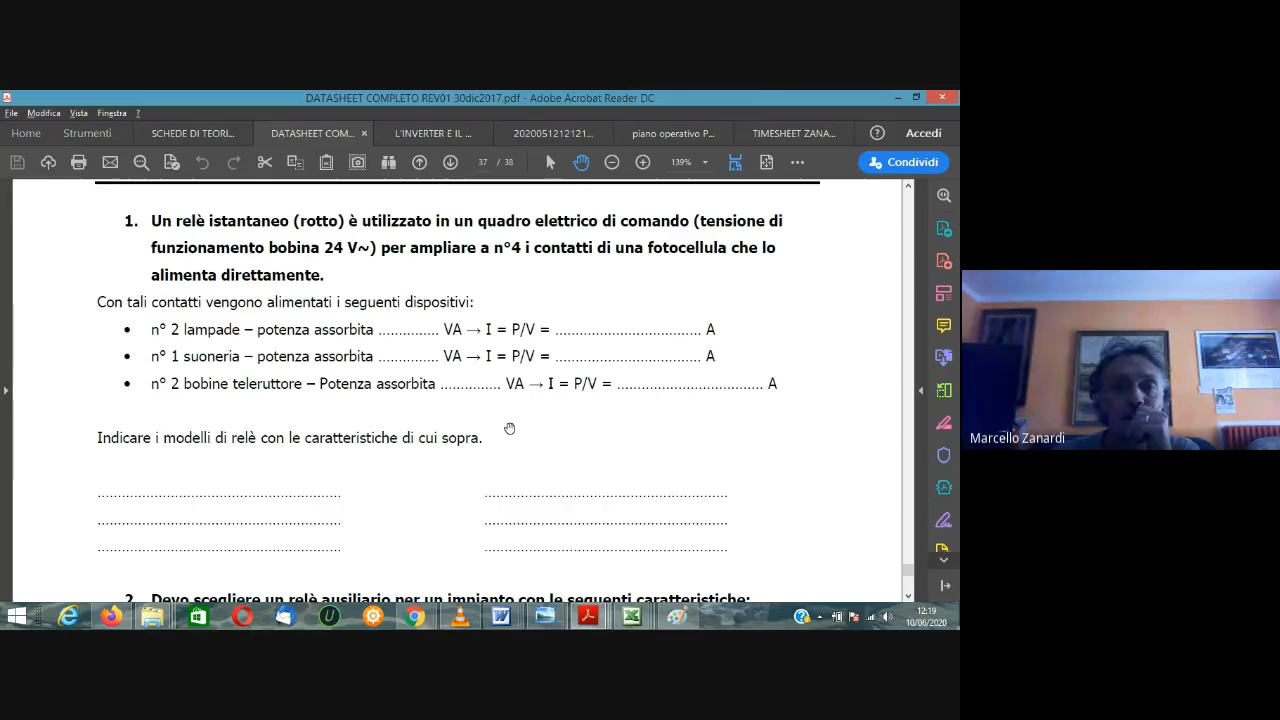 DATASHEET COMPLETO REV01 30dic2017.pdf - Adobe Acrobat Reader DC
File Modifica Vista Finestra ?
Home Strumenti SCHEDE DI TEORI... DATASHEET COM... × L'INVERTER E IL ... 2020051212121... piano operativo P... TIMESHEET ZANA... Accedi
37 / 38 139% Condividi
1. Un relè istantaneo (rotto) è utilizzato in un quadro elettrico di comando (tensione di
funzionamento bobina 24 V~) per ampliare a n°4 i contatti di una fotocellula che lo
alimenta direttamente.
Con tali contatti vengono alimentati i seguenti dispositivi:
• n° 2 lampade – potenza assorbita ............... VA → I = P/V = .................................... A
• n° 1 suoneria – potenza assorbita ............... VA → I = P/V = .................................... A
• n° 2 bobine teleruttore – Potenza assorbita ............... VA → I = P/V = .................................... A
Indicare i modelli di relè con le caratteristiche di cui sopra.
............................................................ ............................................................
............................................................ ............................................................
............................................................ ............................................................
2. Devo scegliere un relè ausiliario per un impianto con le seguenti caratteristiche:
12:19
10/06/2020
Marcello Zanardi